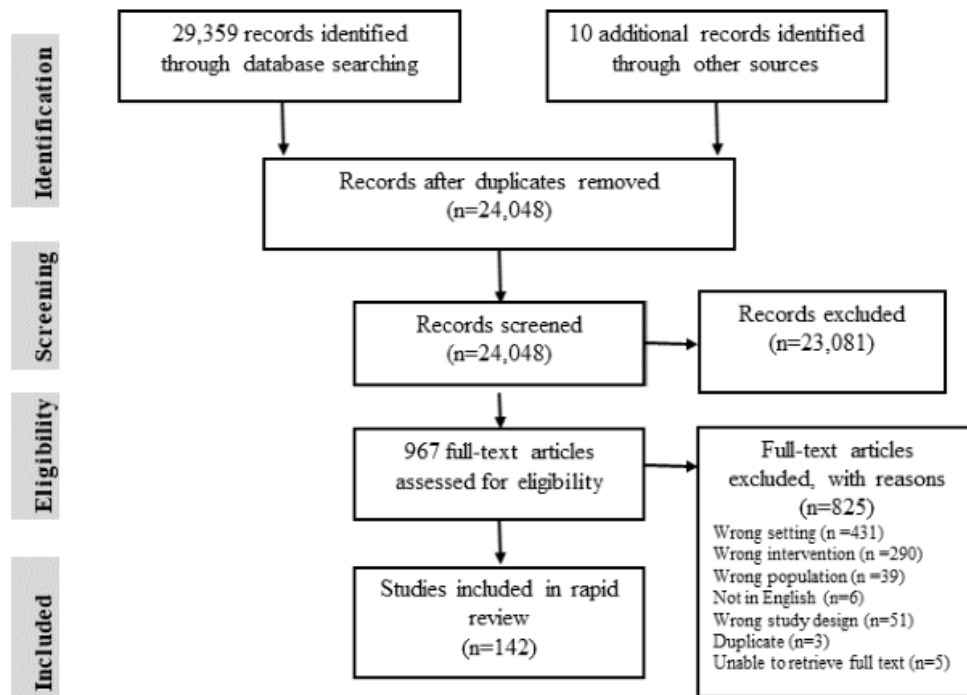 Identification
29,359 records identified
through database searching
10 additional records identified
through other sources
Records after duplicates removed
(n=24,048)
Screening
Records screened
(n=24,048)
Records excluded
(n=23,081)
Eligibility
967 full-text articles
assessed for eligibility
Full-text articles
excluded, with reasons
(n=825)
Wrong setting (n =431)
Wrong intervention (n =290)
Wrong population (n =39)
Not in English (n=6)
Wrong study design (n=51)
Duplicate (n=3)
Unable to retrieve full text (n=5)
Included
Studies included in rapid
review
(n=142)